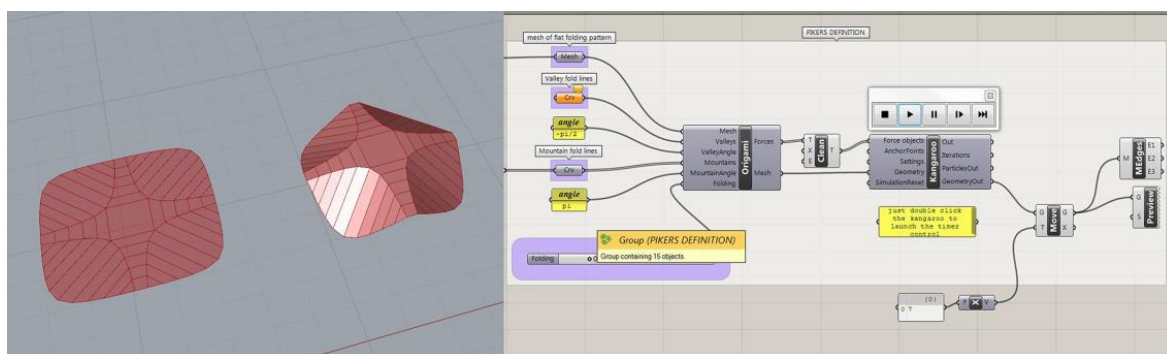 mesh of flat folding pattern
PIKERS DEFINITION
Mesh
Valley fold lines
Crv
angle
-pi/2
Mountain fold lines
Crv
angle
pi
Mesh
Valleys
ValleyAngle
Mountains
MountainAngle
Folding
Origami
Forces
Mesh
T
X
E
Clean
T
Force objects
AnchorPoints
Settings
Geometry
SimulationReset
Kangaroo
Out
Iterations
ParticlesOut
GeometryOut
M
MEdges
E1
E2
E3
G
S
Preview
G
T
Move
G
X
just double click
the kangaroo to
launch the timer
control
Group (PIKERS DEFINITION)
Group containing 15 objects.
Folding
{0}
0 7
F
X
V